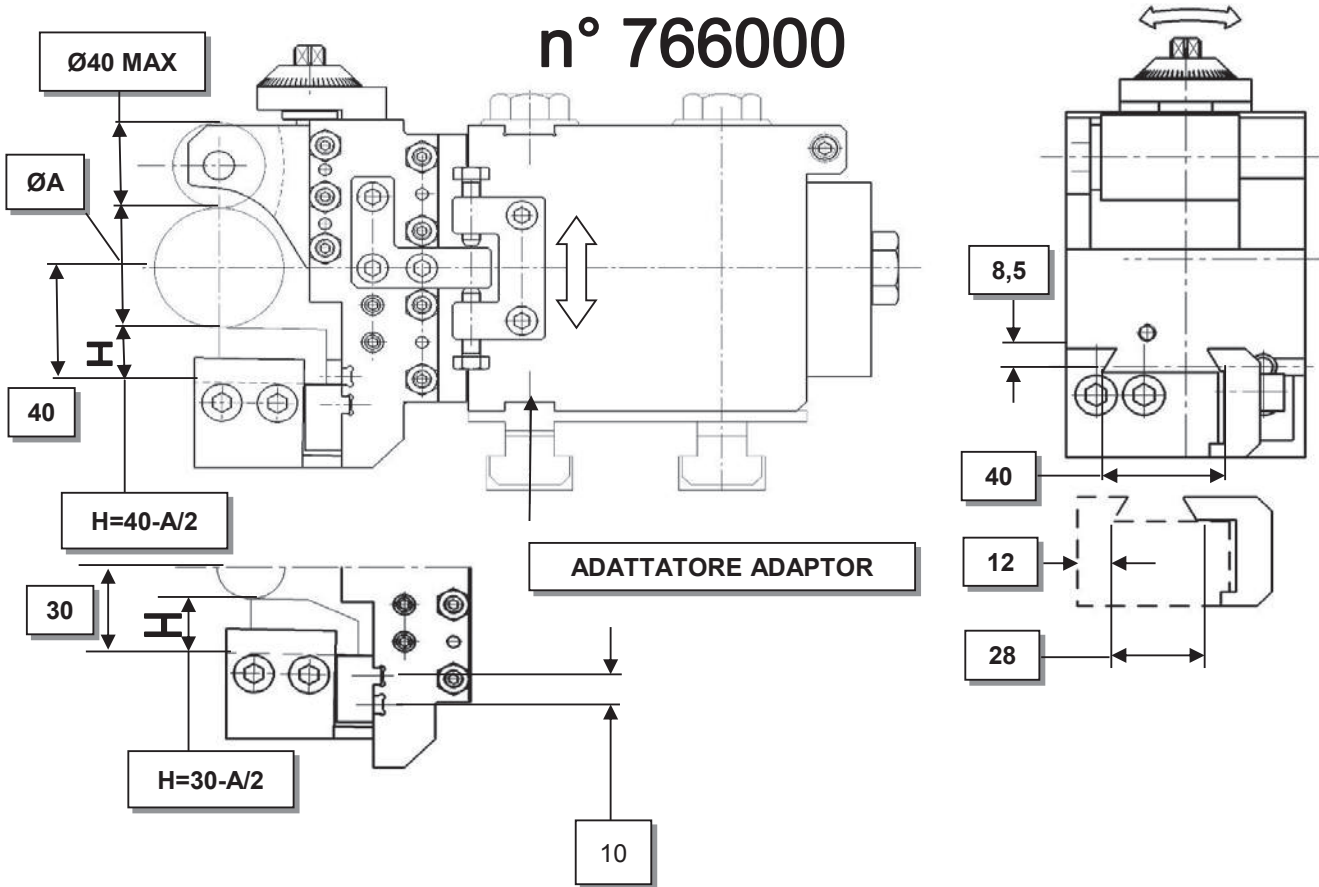 n° 766000
Ø40 MAX
ØA
H
40
H=40-A/2
ADATTATORE ADAPTOR
30
H
H=30-A/2
10
8,5
40
12
28